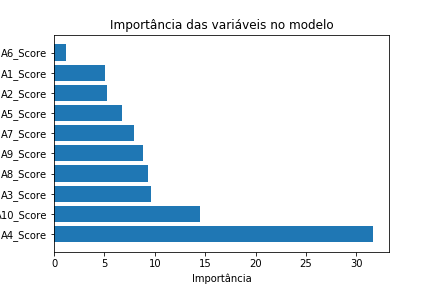 Importância das variáveis no modelo
A6_Score
A1_Score
A2_Score
A5_Score
A7_Score
A9_Score
A8_Score
A3_Score
10_Score
A4_Score
0 5 10 15 20 25 30
Importância